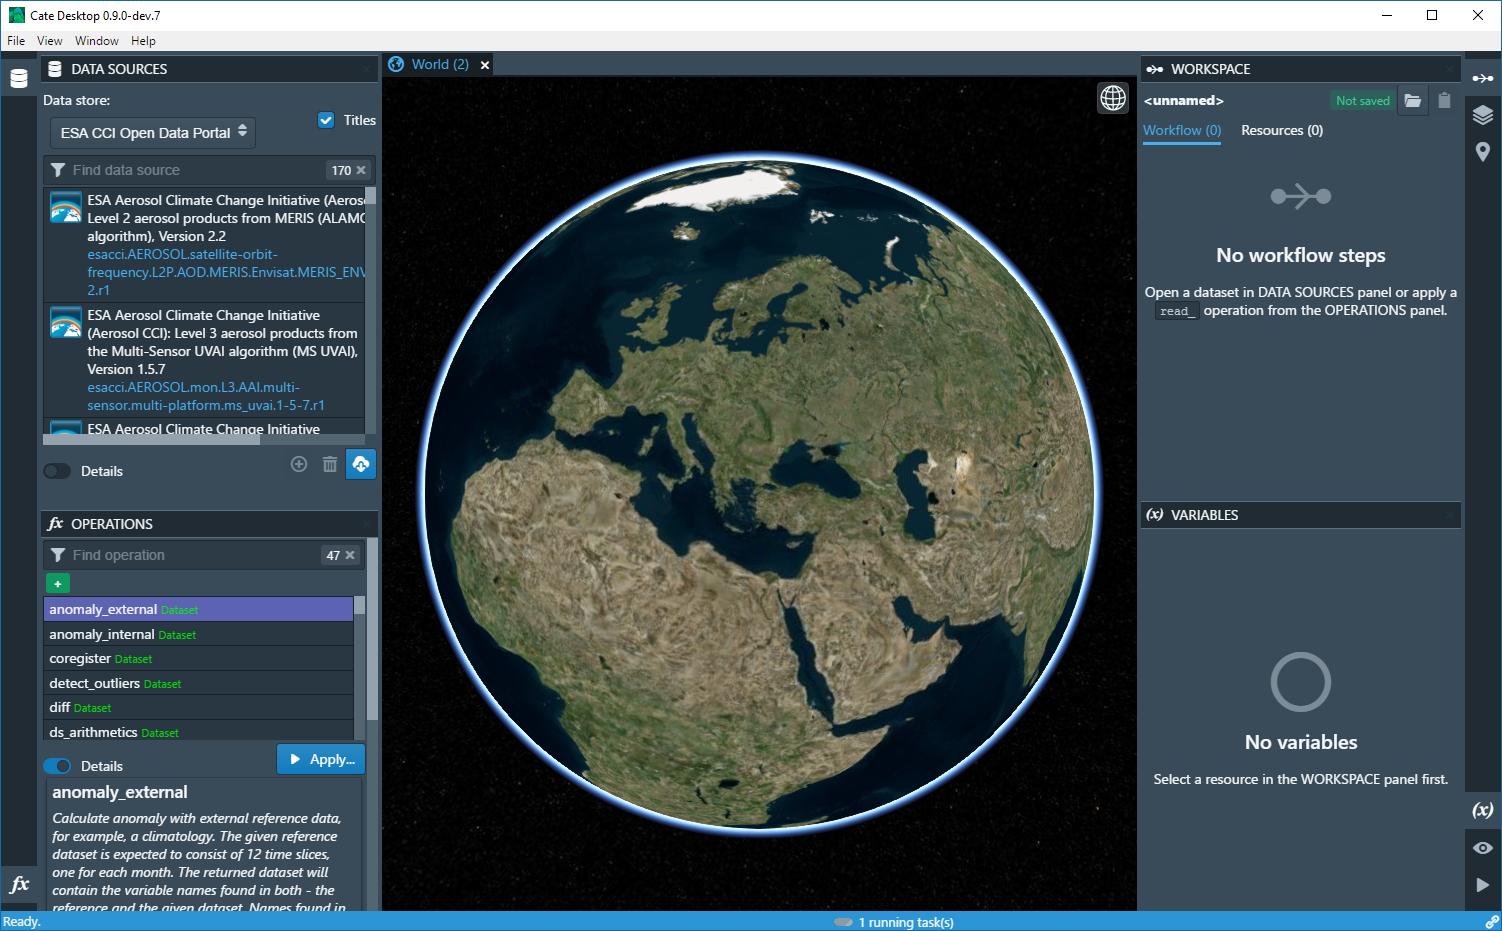 Cate Desktop 0.9.0-dev.7
File View Window Help
DATA SOURCES
Data store:
ESA CCI Open Data Portal
Titles
Find data source
170
ESA Aerosol Climate Change Initiative (Aeros
Level 2 aerosol products from MERIS (ALAMO
algorithm), Version 2.2
esacci.AEROSOL.satellite-orbit-
frequency.L2P.AOD.MERIS.Envisat.MERIS_ENV
2.r1
ESA Aerosol Climate Change Initiative
(Aerosol CCI): Level 3 aerosol products from
the Multi-Sensor UVAI algorithm (MS UVAI),
Version 1.5.7
esacci.AEROSOL.mon.L3.AAI.multi-
sensor.multi-platform.ms_uvai.1-5-7.r1
ESA Aerosol Climate Change Initiative
Details
fx OPERATIONS
Find operation
47
+
anomaly_external Dataset
anomaly_internal Dataset
coregister Dataset
detect_outliers Dataset
diff Dataset
ds_arithmetics Dataset
Details
Apply...
anomaly_external
Calculate anomaly with external reference data,
for example, a climatology. The given reference
dataset is expected to consist of 12 time slices,
one for each month. The returned dataset will
contain the variable names found in both - the
reference and the given dataset. Names found in
fx
World (2)
WORKSPACE
<unnamed>
Not saved
Workflow (0) Resources (0)
No workflow steps
Open a dataset in DATA SOURCES panel or apply a
read_ operation from the OPERATIONS panel.
(x) VARIABLES
No variables
Select a resource in the WORKSPACE panel first.
(x)
Ready.
1 running task(s)